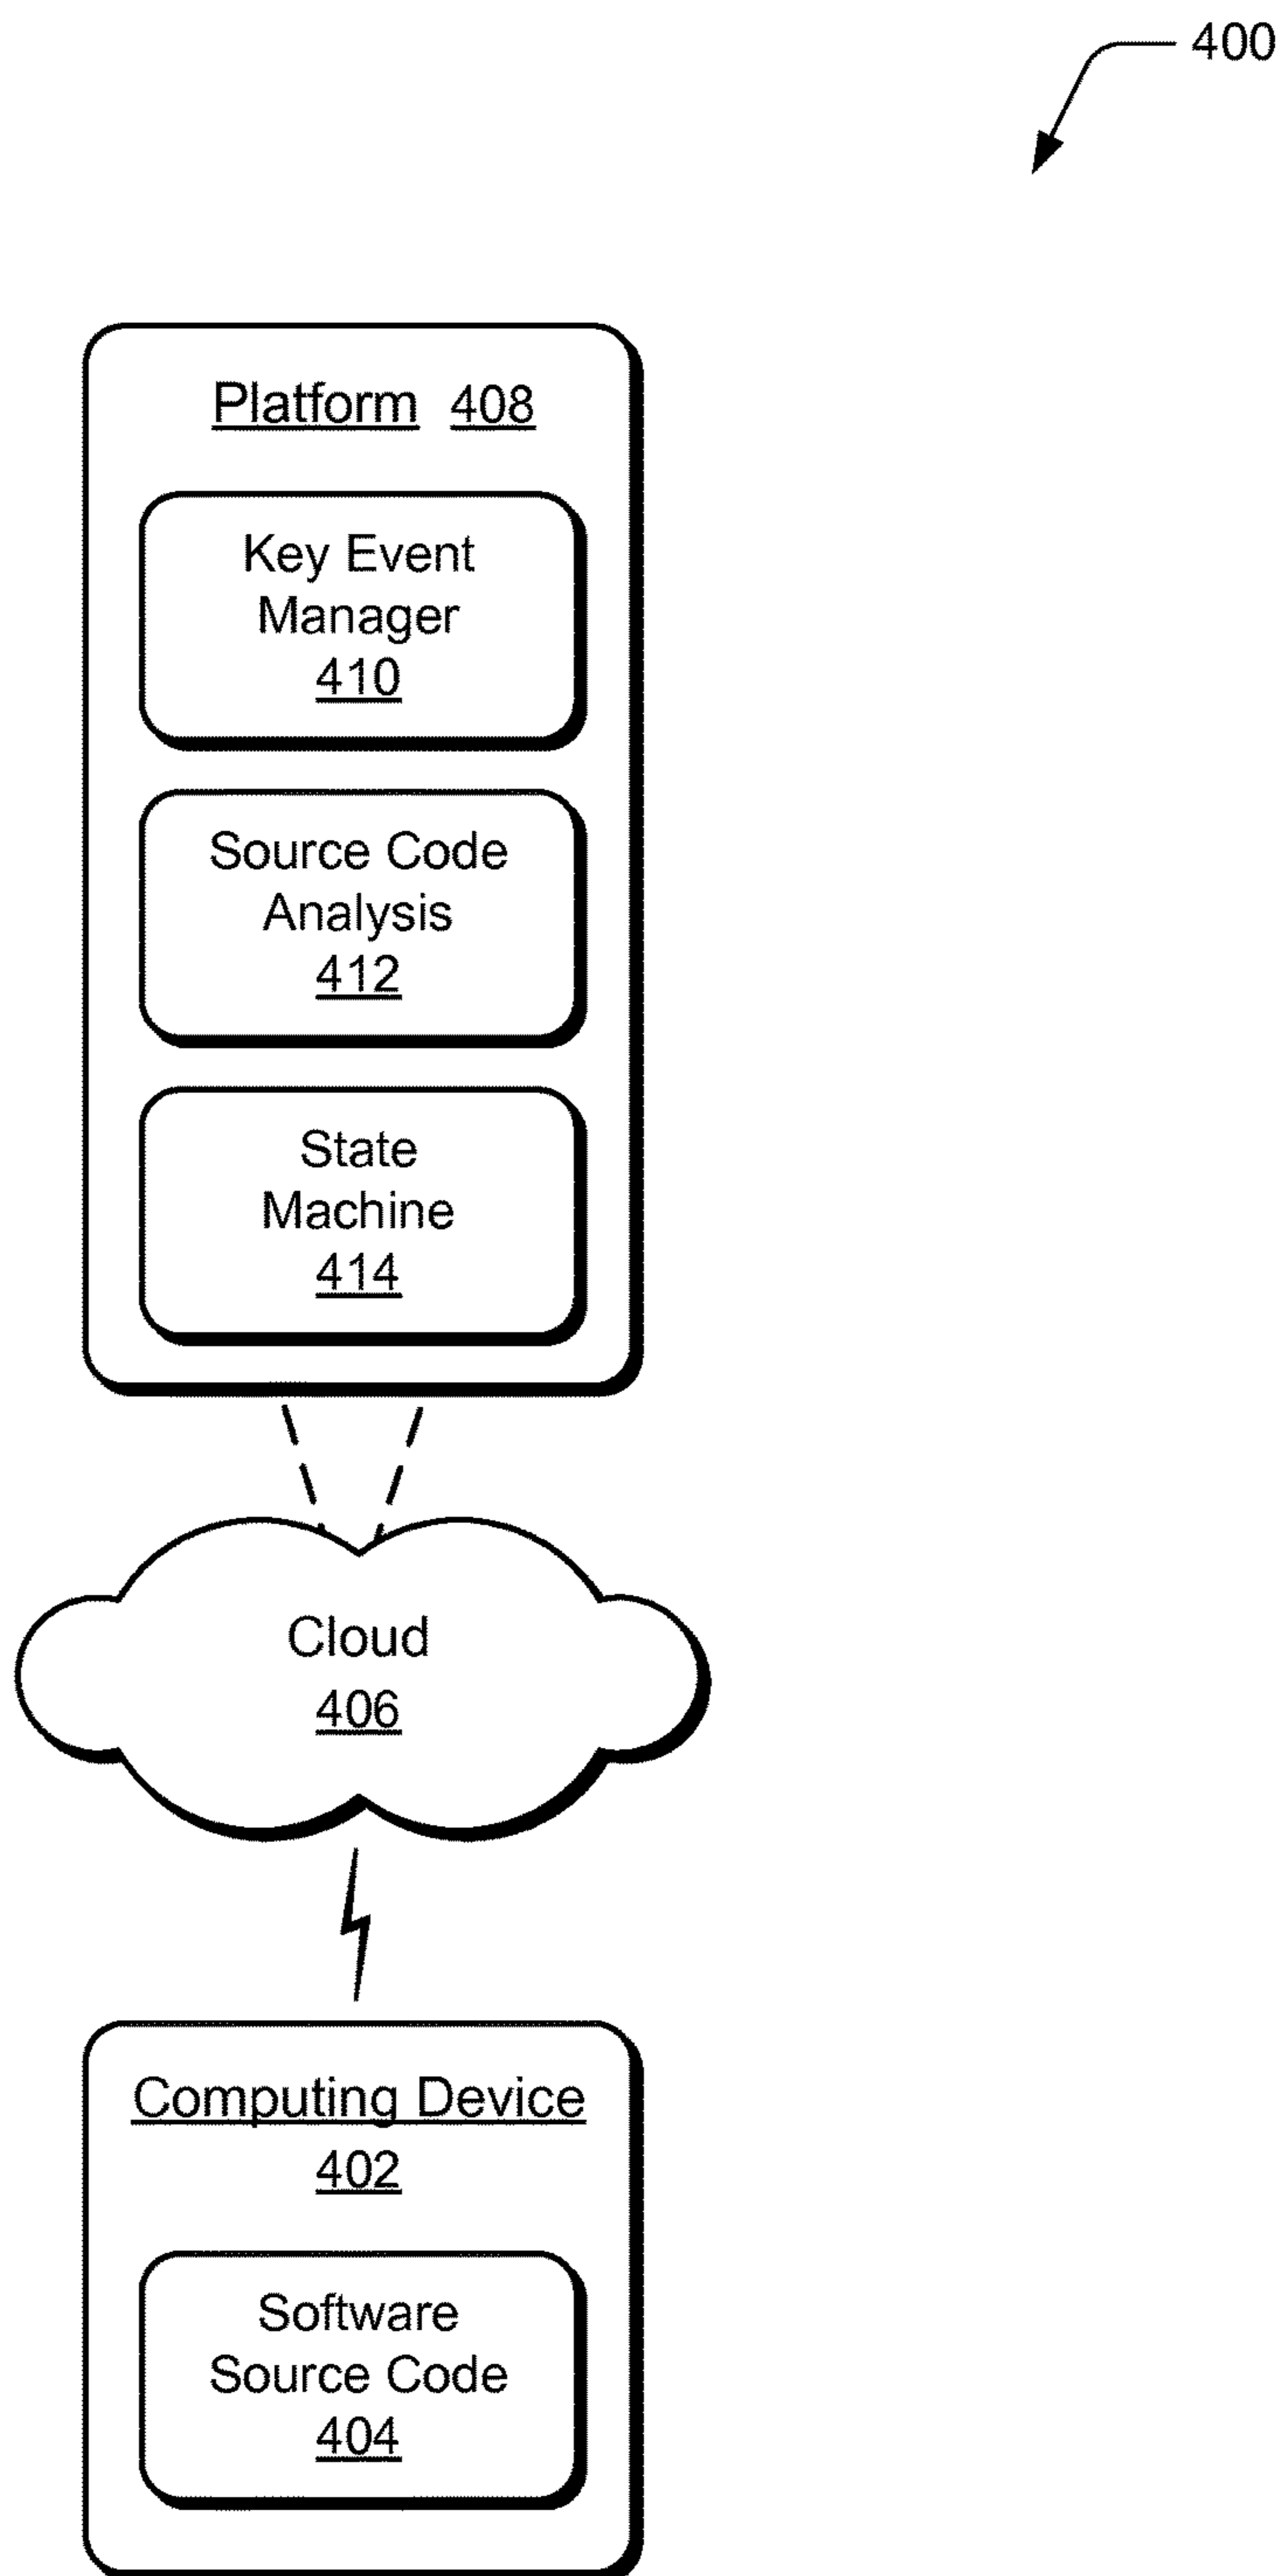 400
Platform 408
Key Event
Manager
410
Source Code
Analysis
412
State
Machine
414
Cloud
406
Computing Device
402
Software
Source Code
404